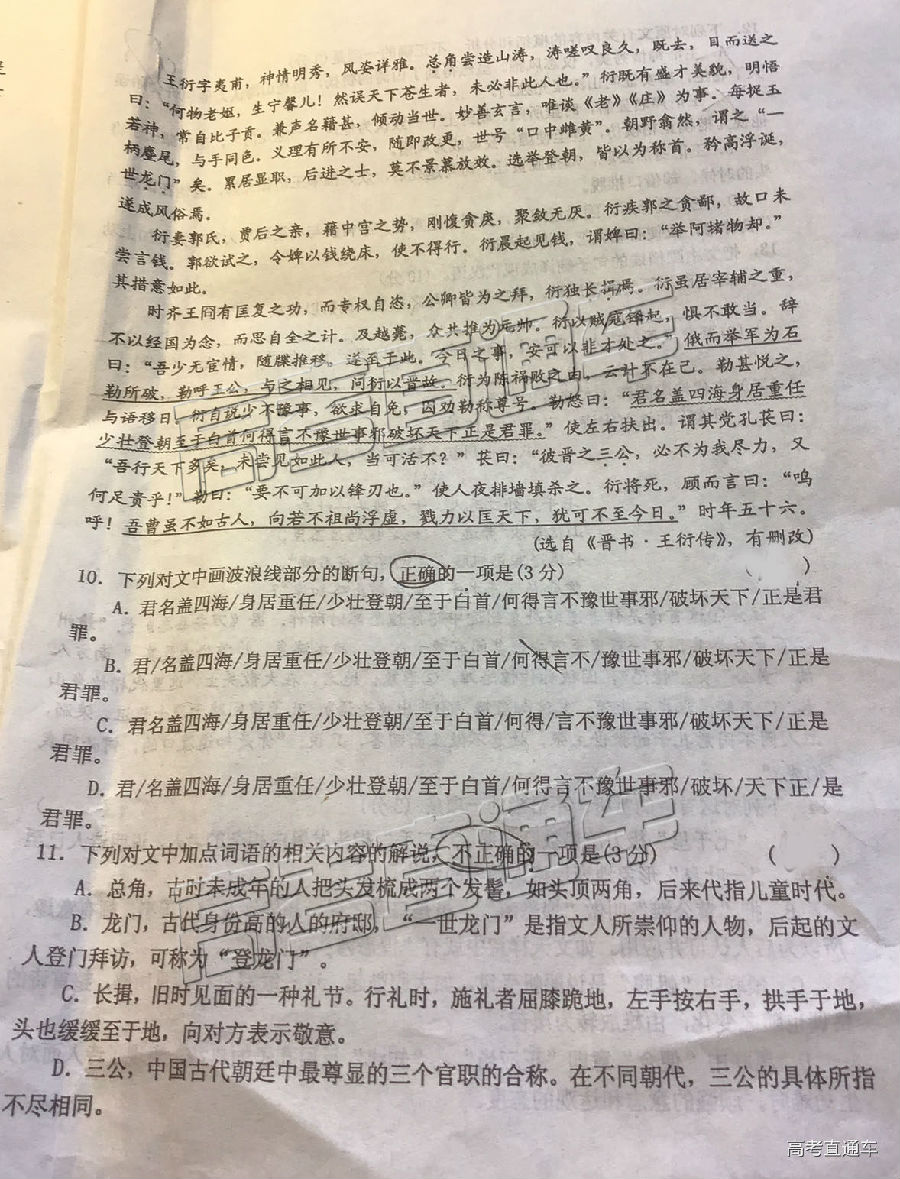 王衍字夷甫，神情明秀，风姿详雅。总角尝造山涛，涛嗟叹良久，既去，目而送之
曰：“何物老妪，生宁馨儿！然误天下苍生者，未必非此人也。”衍既有盛才美貌，明悟
若神，常自比子贡。兼声名藉甚，倾动当世。妙善玄言，唯谈《老》《庄》为事。每捉玉
柄麈尾，与手同色。义理有所不安，随即改更，世号“口中雌黄”。朝野翕然，谓之“一
世龙门”矣。累居显职，后进之士，莫不景慕放效。选举登朝，皆以为称首。矜高浮诞，
遂成风俗焉。
衍妻郭氏，贾后之亲，藉中宫之势，刚愎贪戾，聚敛无厌。衍疾郭之贪鄙，故口未
尝言钱。郭欲试之，令婢以钱绕床，使不得行。衍晨起见钱，谓婢曰：“举阿堵物却。”
其措意如此。
时齐王冏有匡复之功，而专权自恣，公卿皆为之拜，衍独长揖焉。衍虽居宰辅之重，
不以经国为念，而思自全之计。及越薨，众共推为元帅。衍以贼寇锋起，惧不敢当。辞
曰：“吾少无宦情，随牒推移，遂至于此。今日之事，安可以非才处之。”俄而举军为石
勒所破，勒呼王公，与之相见，问衍以晋故。衍为陈祸败之由，云计不在己。勒甚悦之，
与语移日。衍自说少不豫事，欲求自免，因劝勒称尊号。勒怒曰：“君名盖四海身居重任
少壮登朝至于白首何得言不豫世事邪破坏天下正是君罪。”使左右扶出。谓其党孔苌曰：
“吾行天下多矣，未尝见如此人，当可活不？”苌曰：“彼晋之三公，必不为我尽力，又
何足贵乎！”勒曰：“要不可加以锋刃也。”使人夜排墙填杀之。衍将死，顾而言曰：“呜
呼！吾曹虽不如古人，向若不祖尚浮虚，戮力以匡天下，犹可不至今日。”时年五十六。
(选自《晋书·王衍传》，有删改)
10．下列对文中画波浪线部分的断句，正确的一项是(3分) ( )
A．君名盖四海/身居重任/少壮登朝/至于白首/何得言不豫世事邪/破坏天下/正是君
罪。
B．君/名盖四海/身居重任/少壮登朝/至于白首/何得言不/豫世事邪/破坏天下/正是
君罪。
C．君名盖四海/身居重任/少壮登朝/至于白首/何得/言不豫世事邪/破坏天下/正是
君罪。
D．君/名盖四海/身居重任/少壮登朝/至于白首/何得言不豫世事邪/破坏/天下正/是
君罪。
11．下列对文中加点词语的相关内容的解说，不正确的一项是(3分) ( )
A．总角，古时未成年的人把头发梳成两个发髻，如头顶两角，后来代指儿童时代。
B．龙门，古代身份高的人的府邸，“一世龙门”是指文人所崇仰的人物，后起的文
人登门拜访，可称为“登龙门”。
C．长揖，旧时见面的一种礼节。行礼时，施礼者屈膝跪地，左手按右手，拱手于地，
头也缓缓至于地，向对方表示敬意。
D．三公，中国古代朝廷中最尊显的三个官职的合称。在不同朝代，三公的具体所指
不尽相同。
高考直通车
高考直通车
高考直通车